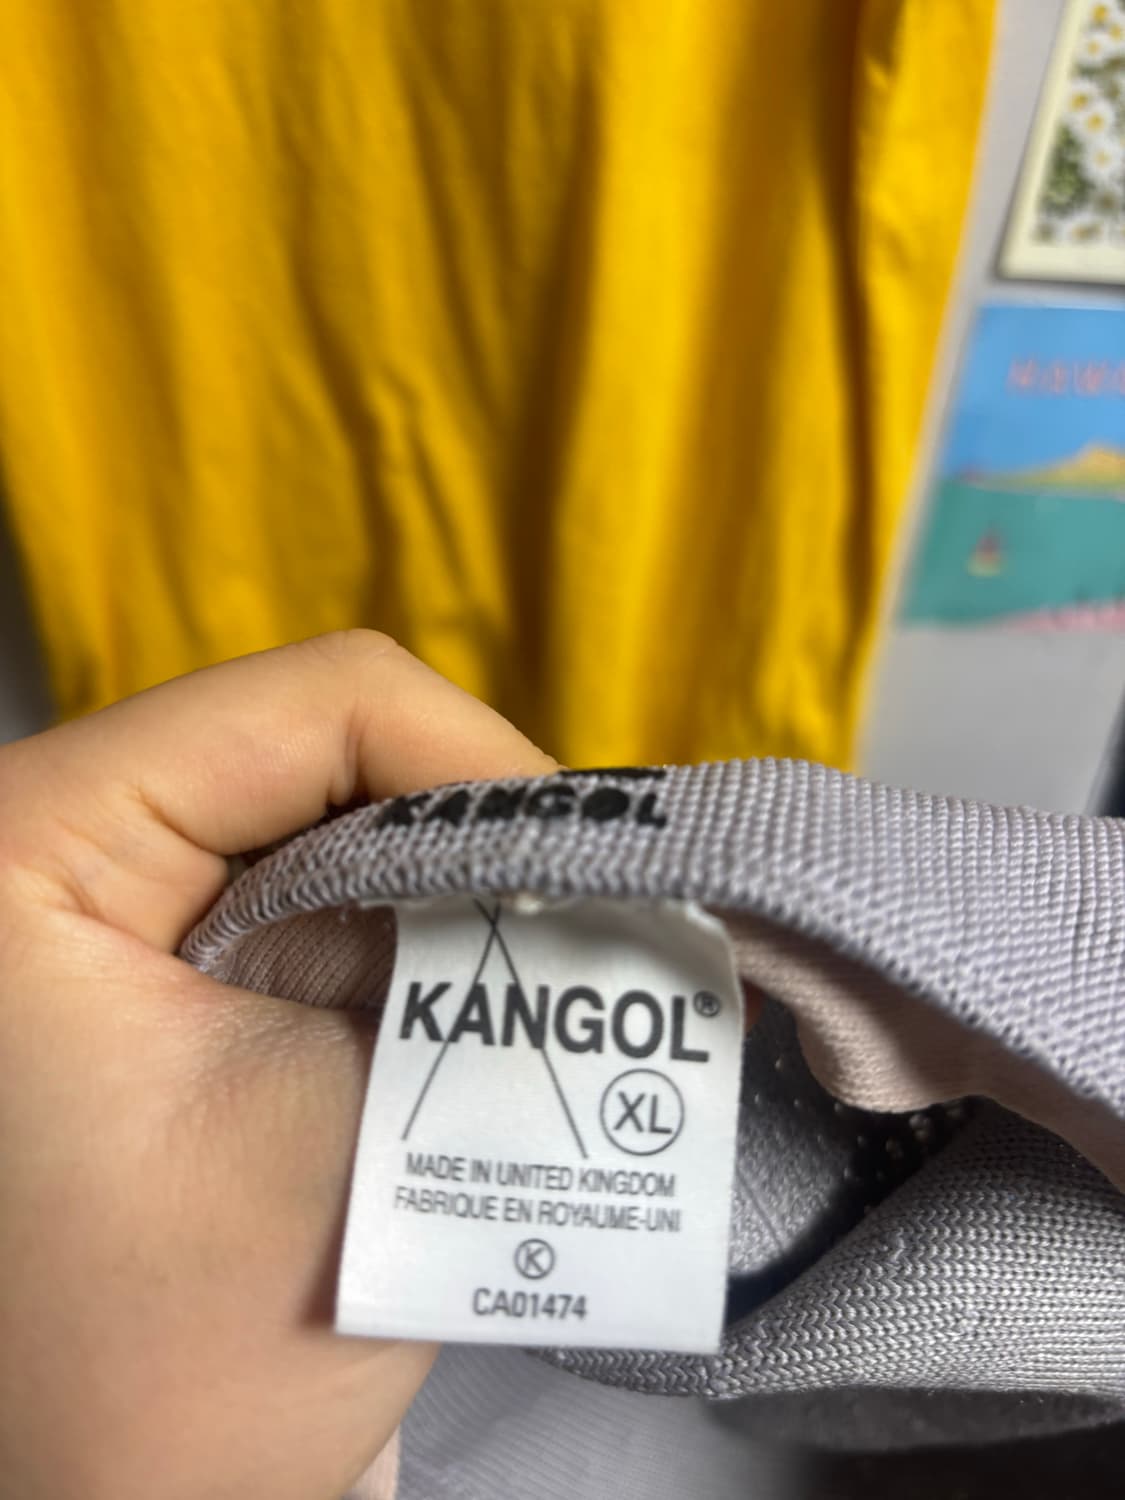 KANGOL
KANGOL®
XL
MADE IN UNITED KINGDOM
FABRIQUE EN ROYAUME-UNI
K
CA01474